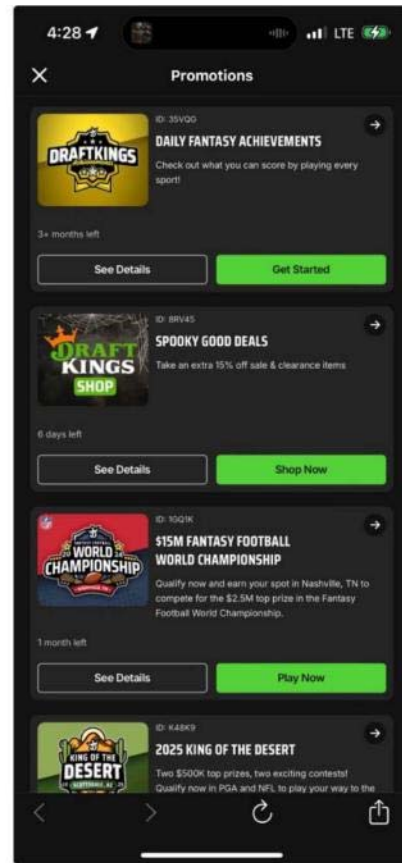 4:28
LTE
Promotions
DRAFTKINGS
ID: 35VQG
DAILY FANTASY ACHIEVEMENTS
Check out what you can score by playing every
sport!
3+ months left
See Details
Get Started
DRAFT
KINGS
SHOP
ID: 8RV45
SPOOKY GOOD DEALS
Take an extra 15% off sale & clearance items
6 days left
See Details
Shop Now
FANTASY FOOTBALL
WORLD
CHAMPIONSHIP
ID: 1GQ1K
$15M FANTASY FOOTBALL
WORLD CHAMPIONSHIP
Qualify now and earn your spot in Nashville, TN to
compete for the $2.5M top prize in the Fantasy
Football World Championship.
1 month left
See Details
Play Now
KING OF THE
DESERT
SCOTTSDALE, AZ
ID: K48K9
2025 KING OF THE DESERT
Two $500K top prizes, two exciting contests!
Qualify now in PGA and NFL to play your way to the